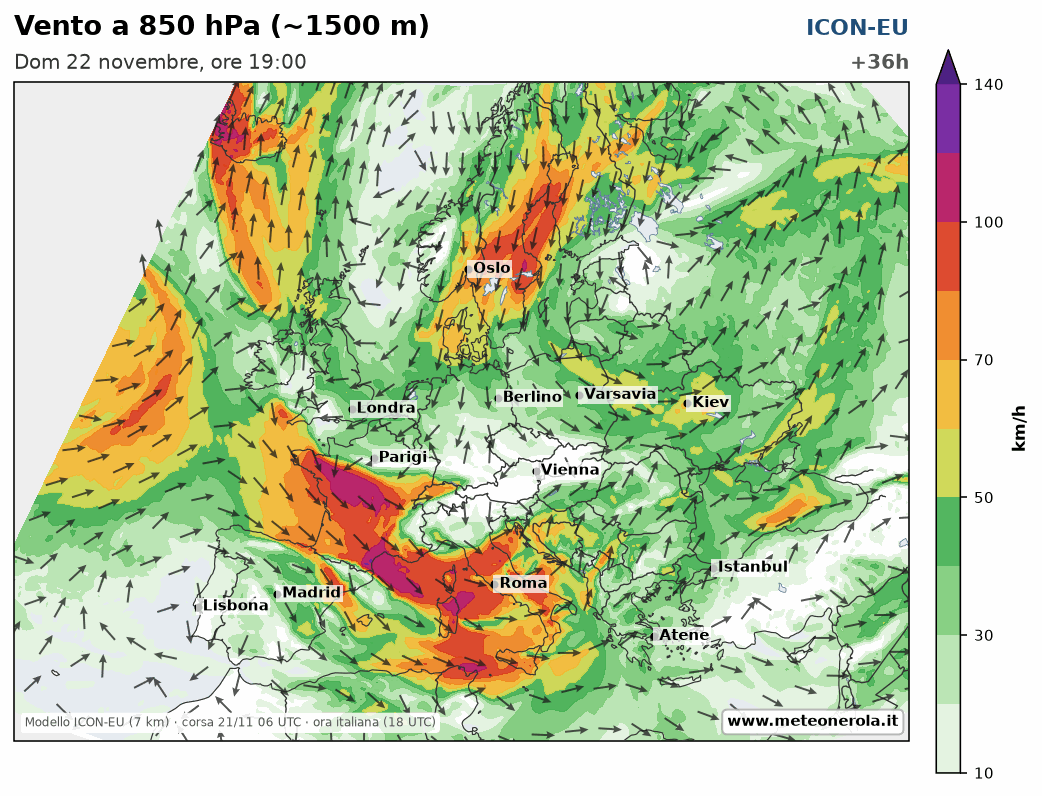 Vento a 850 hPa (~1500 m)
ICON-EU
Dom 22 novembre, ore 19:00
+36h
140
100
70
50
30
10
km/h
Oslo
Londra
Berlino
Varsavia
Kiev
Parigi
Vienna
Istanbul
Roma
Madrid
Lisbona
Atene
Modello ICON-EU (7 km) · corsa 21/11 06 UTC · ora italiana (18 UTC)
www.meteonerola.it